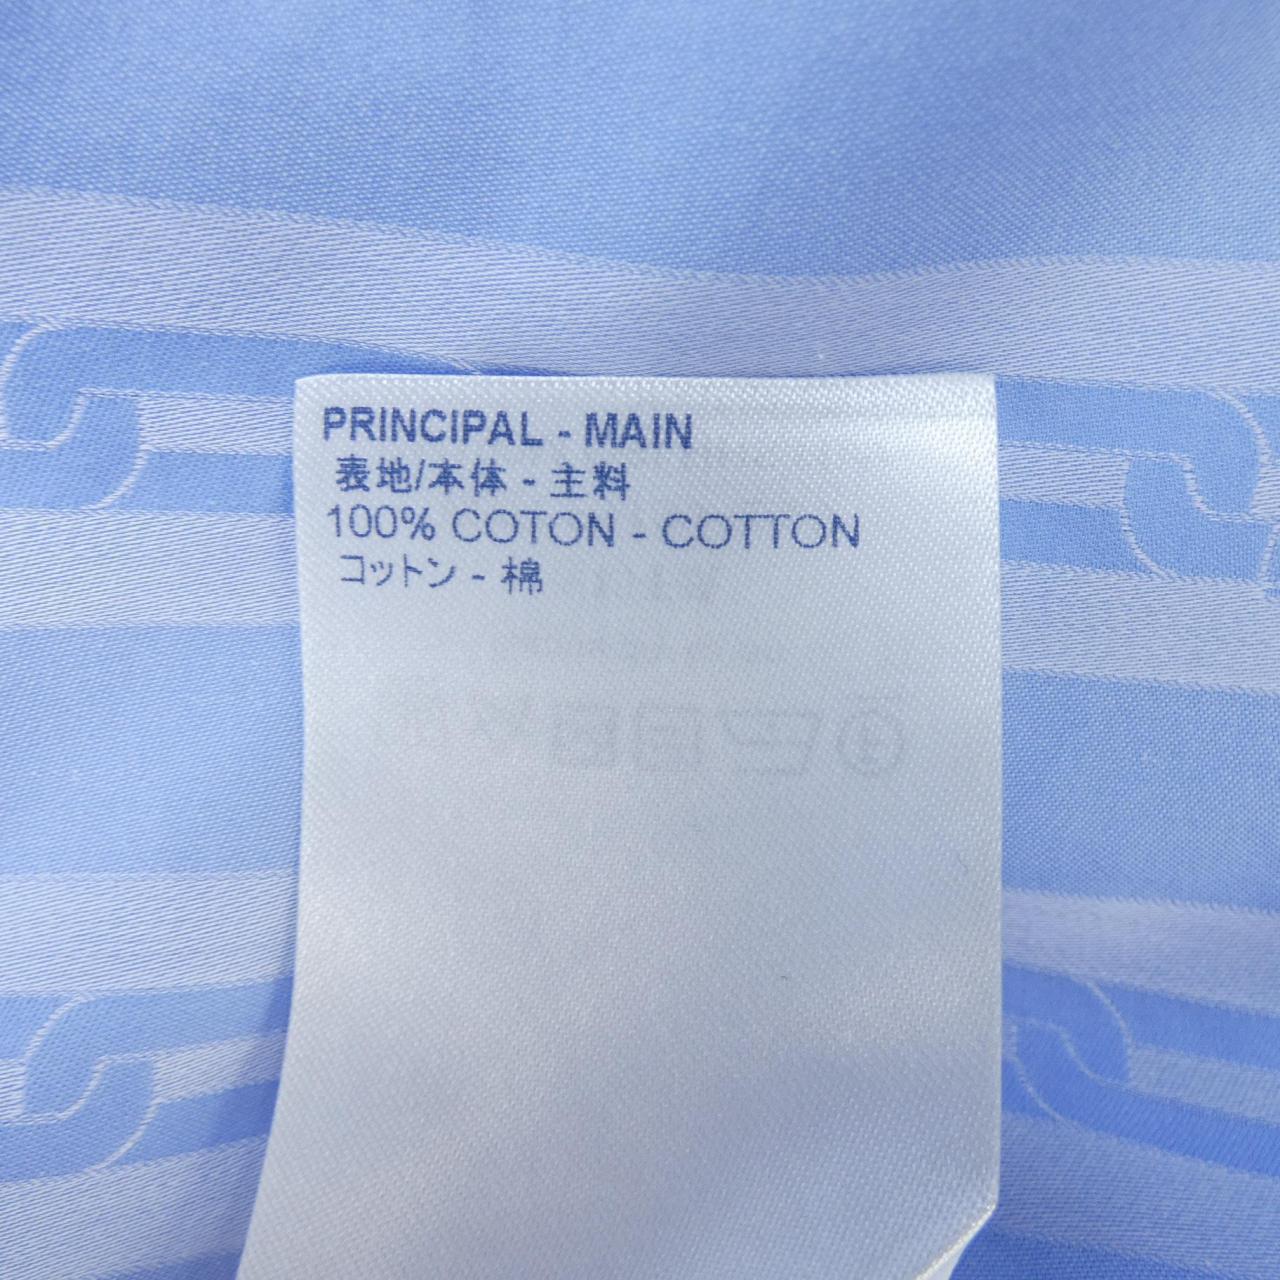 PRINCIPAL - MAIN
表地/本体 - 主料
100% COTON - COTTON
コットン - 棉